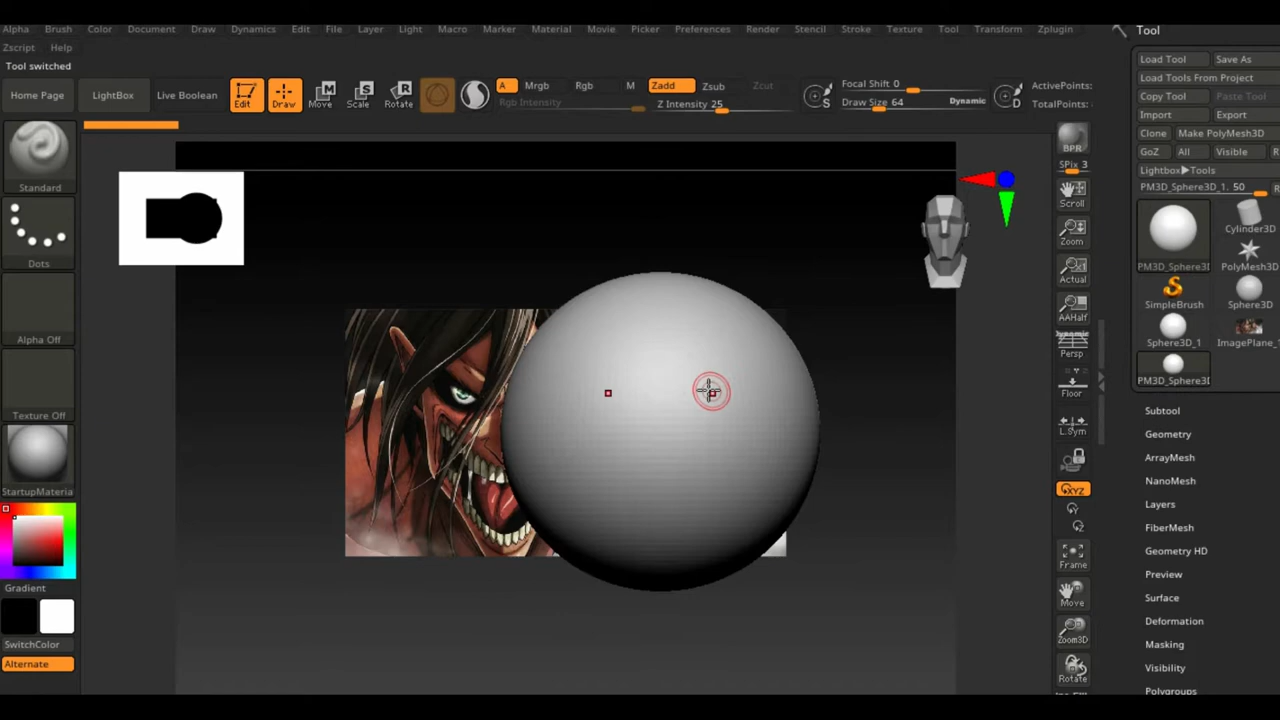 Alpha Brush Color Document Draw Dynamics Edit File Layer Light Macro Marker Material Movie Picker Preferences Render Stencil Stroke Texture Tool Transform Zplugin
Zscript Help
Tool switched
Tool
Load Tool Save As
Load Tools From Project
Copy Tool Paste Tool
Import Export
Clone Make PolyMesh3D
GoZ All Visible R
Lightbox▶Tools
PM3D_Sphere3D_1. 50 R
Home Page LightBox Live Boolean
Edit Draw Move Scale Rotate
A Mrgb Rgb M
Rgb Intensity
Zadd Zsub Zcut
Z Intensity 25
S
Focal Shift 0
Draw Size 64 Dynamic
D
ActivePoints:
TotalPoints:
Standard
Dots
Alpha Off
Texture Off
StartupMateria
Gradient
SwitchColor
Alternate
BPR
SPix 3
Scroll
Zoom
Actual
AAHalf
Dynamic
Persp
Floor
L.Sym
XYZ
Y
Z
Frame
Move
Zoom3D
Rotate
PM3D_Sphere3D
Cylinder3D
PolyMesh3D
SimpleBrush
Sphere3D
Sphere3D_1
ImagePlane_1
PM3D_Sphere3D
Subtool
Geometry
ArrayMesh
NanoMesh
Layers
FiberMesh
Geometry HD
Preview
Surface
Deformation
Masking
Visibility
Polygroups